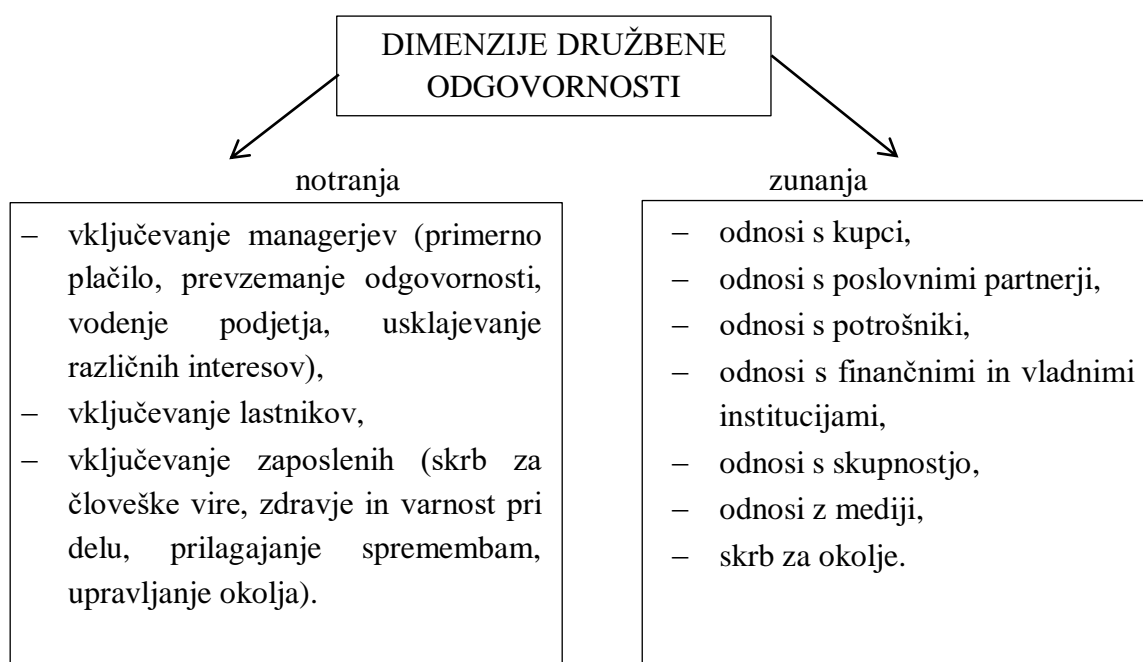 DIMENZIJE DRUŽBENE
ODGOVORNOSTI
notranja
– vključevanje managerjev (primerno
plačilo, prevzemanje odgovornosti,
vodenje podjetja, usklajevanje
različnih interesov),
– vključevanje lastnikov,
– vključevanje zaposlenih (skrb za
človeške vire, zdravje in varnost pri
delu, prilagajanje spremembam,
upravljanje okolja).
zunanja
– odnosi s kupci,
– odnosi s poslovnimi partnerji,
– odnosi s potrošniki,
– odnosi s finančnimi in vladnimi
institucijami,
– odnosi s skupnostjo,
– odnosi z mediji,
– skrb za okolje.